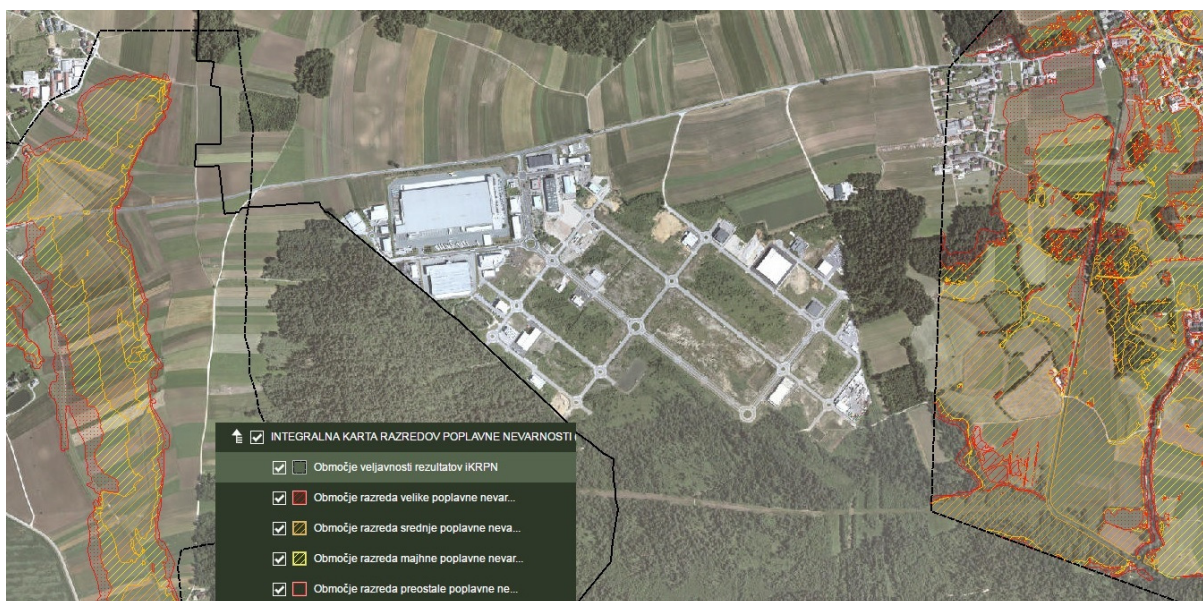 INTEGRALNA KARTA RAZREDOV POPLAVNE NEVARNOSTI
Območje veljavnosti rezultatov iKRPN
Območje razreda velike poplavne nevar...
Območje razreda srednje poplavne neva...
Območje razreda majhne poplavne nevar...
Območje razreda preostale poplavne ne...